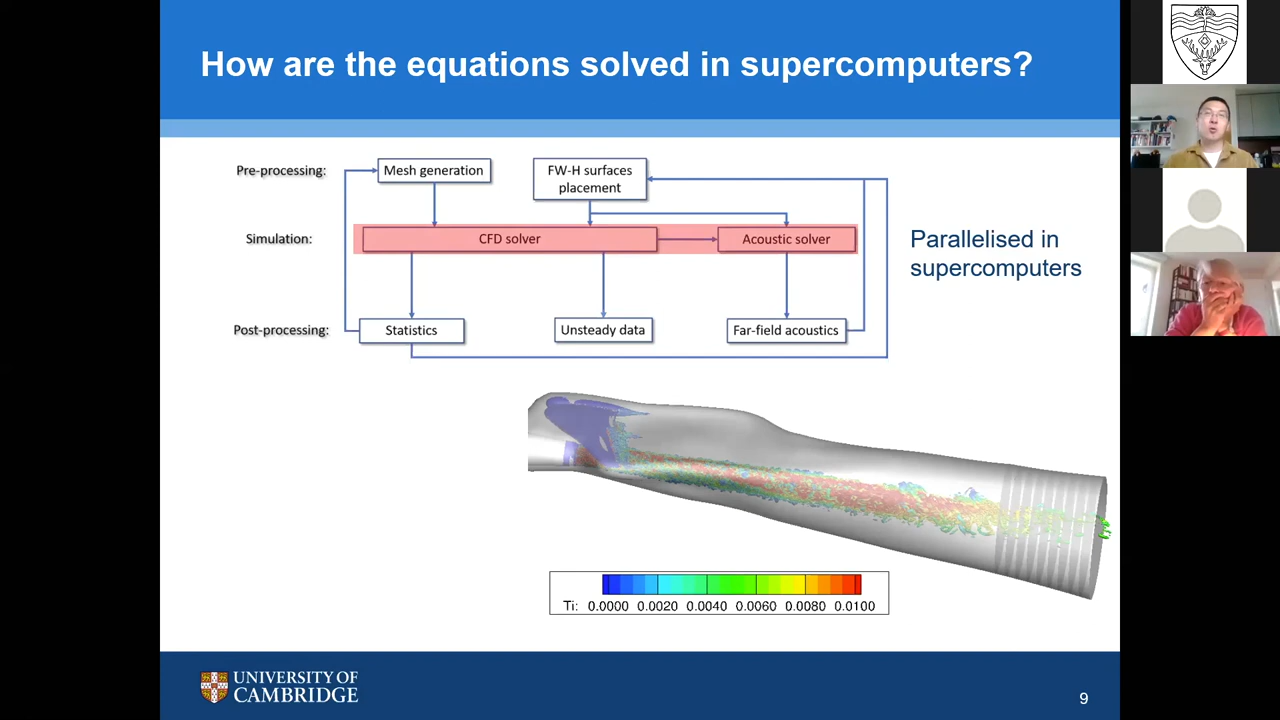 How are the equations solved in supercomputers?
Pre-processing:
Mesh generation
FW-H surfaces
placement
Simulation:
CFD solver
Acoustic solver
Parallelised in
supercomputers
Post-processing:
Statistics
Unsteady data
Far-field acoustics
Ti: 0.0000 0.0020 0.0040 0.0060 0.0080 0.0100
UNIVERSITY OF
CAMBRIDGE
9